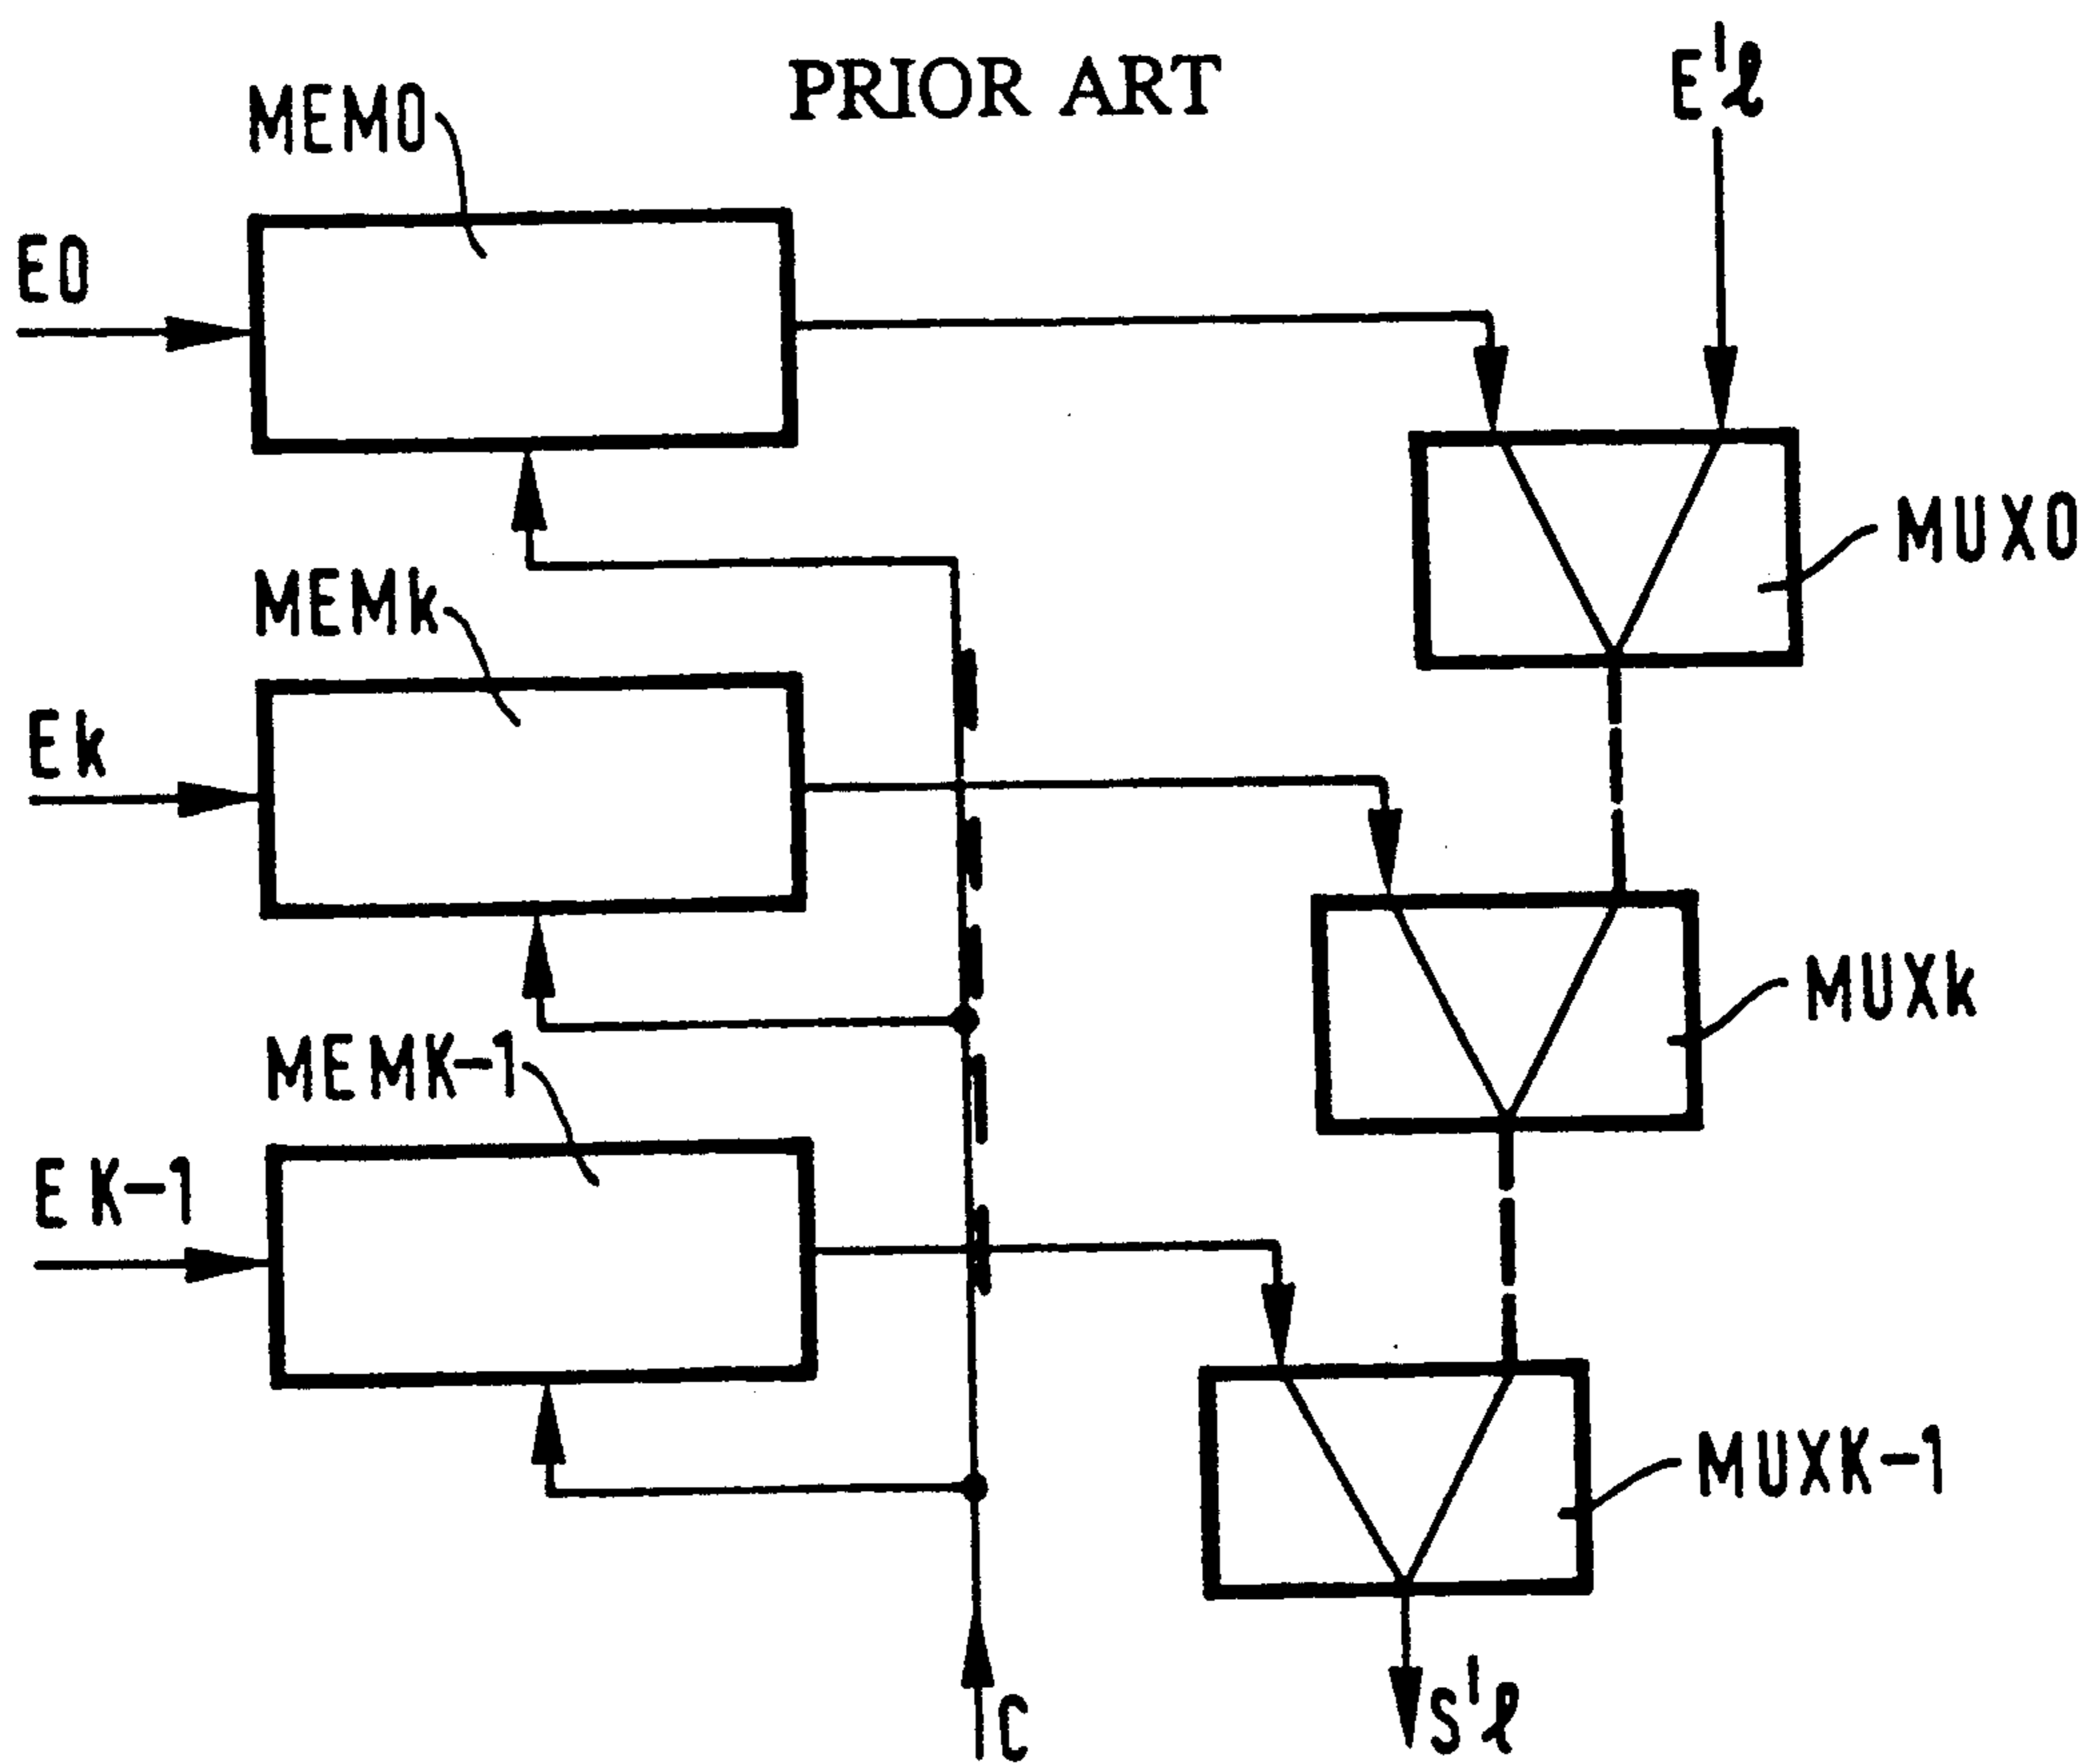 PRIOR ART
E'ℓ
MEM0
E0
MUX0
MEMk
Ek
MUXk
MEMK-1
EK-1
MUXK-1
C
S'ℓ